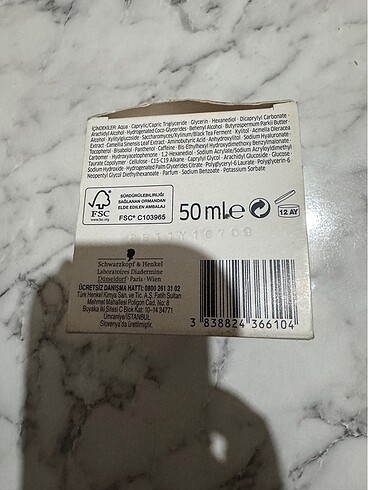 İÇİNDEKİLER: Aqua · Caprylic/Capric Triglyceride · Glycerin · Hexanediol · Dicaprylyl Carbonate ·
Arachidyl Alcohol · Hydrogenated Coco-Glycerides · Behenyl Alcohol · Butyrospermum Parkii Butter ·
Alcohol · Xylitylglucoside · Saccharomyces/Xylinum/Black Tea Ferment · Xylitol · Acmella Oleracea
Extract · Camellia Sinensis Leaf Extract · Aminobutyric Acid · Anhydroxylitol · Sodium Hyaluronate ·
Tocopherol · Bisabolol · Panthenol · Caffeine · Bis-Ethylhexyl Hydroxydimethoxy Benzylmalonate ·
Carbomer · Hydroxyacetophenone · 1,2 Hexanediol · Sodium Acrylate/Sodium Acryloyldimethyl
Taurate Copolymer · Cellulose · C15-C19 Alkane · Caprylyl Glycol · Arachidyl Glucoside · Glucose ·
Sodium Hydroxide · Hydrogenated Palm Glycerides Citrate · Polyglyceryl-6 Laurate · Polyglycerin-6 ·
Neopentyl Glycol Diethylhexanoate · Parfum · Sodium Benzoate · Potassium Sorbate
FSC
www.fsc.org
SÜRDÜRÜLEBİLİRLİĞİ
SAĞLANAN ORMANDAN
ELDE EDİLEN AMBALAJ
FSC® C103965
50 ml e
12 AY
Schwarzkopf & Henkel
Laboratoires Diadermine
Düsseldorf · Paris · Wien
ÜCRETSİZ DANIŞMA HATTI: 0800 261 31 02
Türk Henkel Kimya San. ve Tic. A.Ş. Fatih Sultan
Mehmet Mahallesi Poligon Cad. No: 8
Buyaka İki Sitesi C Blok Kat: 10-14 34771
Ümraniye/İSTANBUL
Slovenya'da üretilmiştir.
3 838824 366104